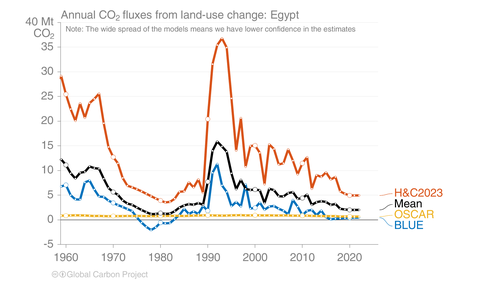 Annual CO₂ fluxes from land-use change: Egypt
40 Mt
CO₂
Note: The wide spread of the models means we have lower confidence in the estimates
35
30
25
20
15
10
5
0
-5
H&C2023
Mean
OSCAR
BLUE
1960 1970 1980 1990 2000 2010 2020
Global Carbon Project